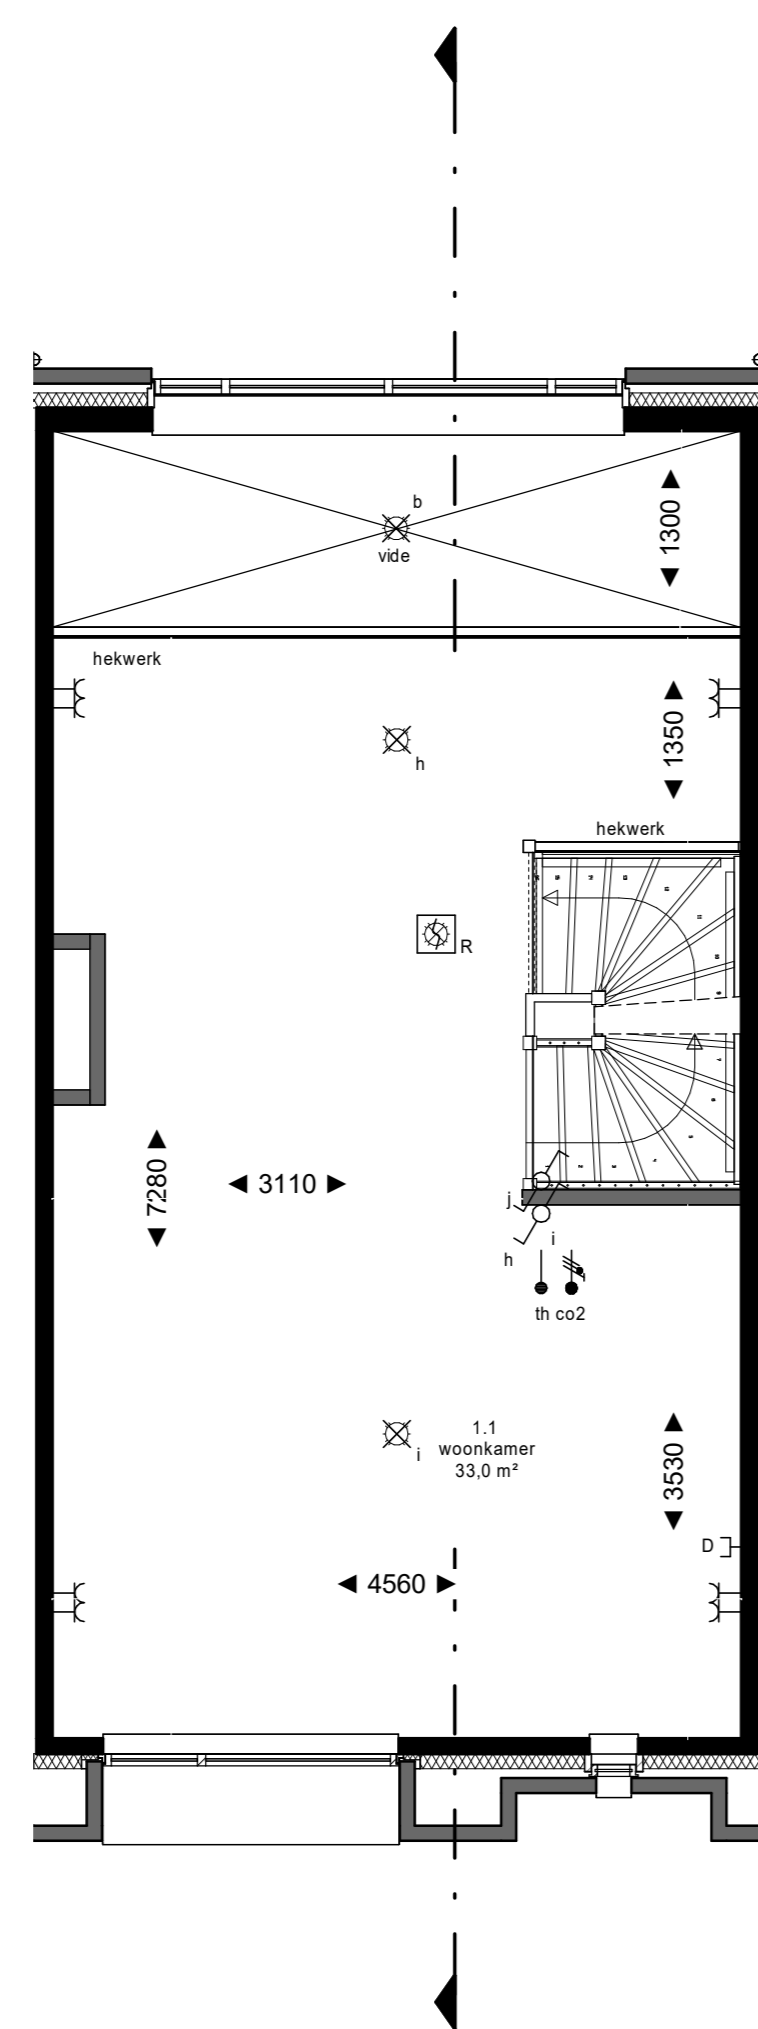 b
vide
1300
hekwerk
1350
h
hekwerk
R
7280
3110
j
i
h
th co2
1.1
woonkamer
33,0 m²
i
3530
D
4560